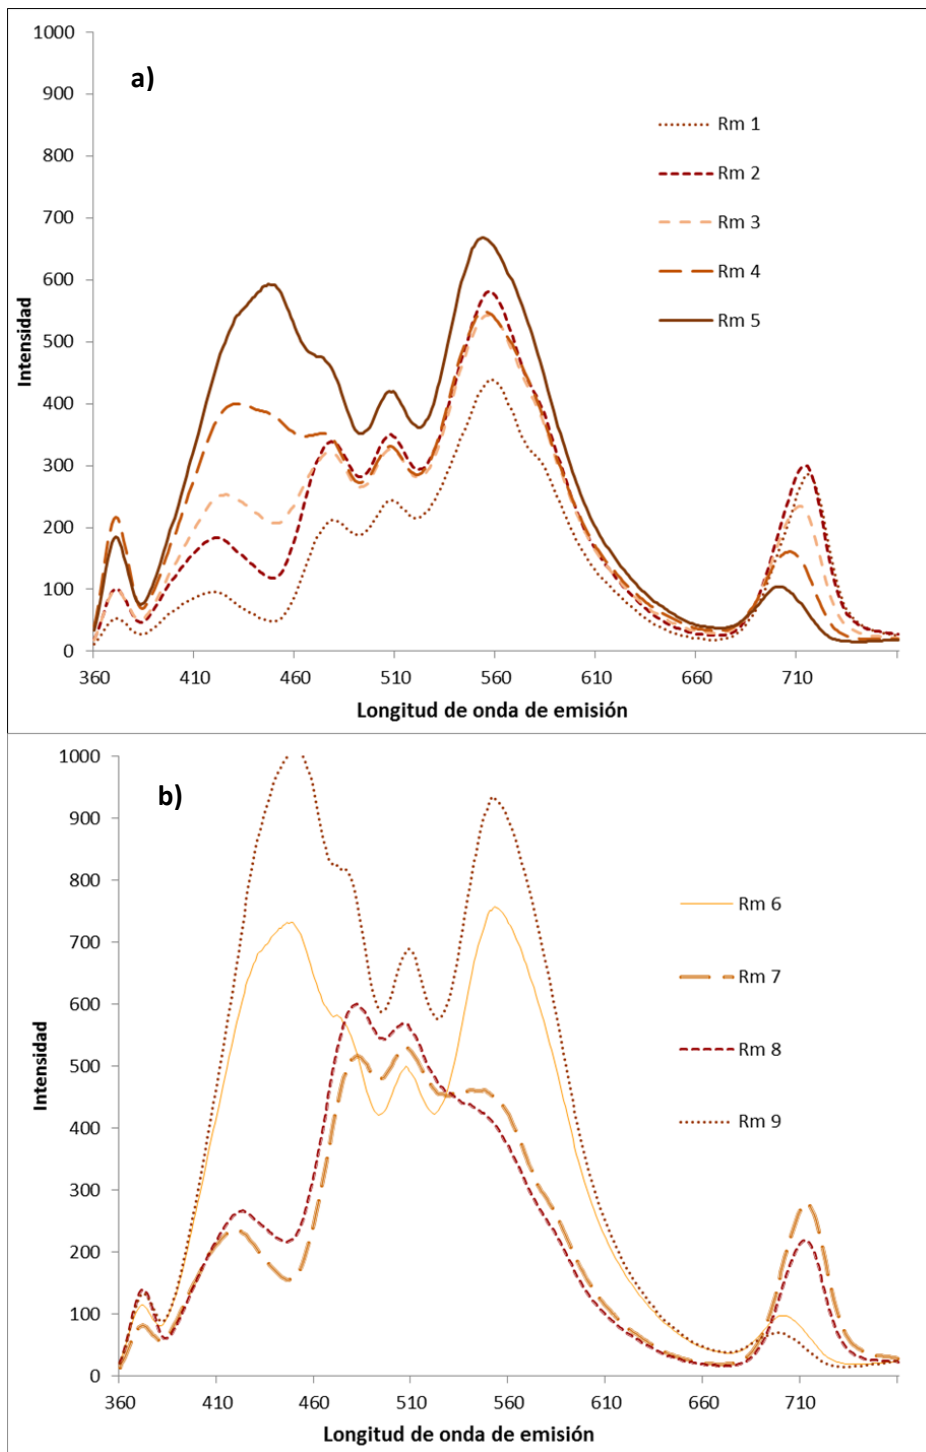 a)
1000
900
800
700
600
500
400
300
200
100
0
Intensidad
Rm 1
Rm 2
Rm 3
Rm 4
Rm 5
360 410 460 510 560 610 660 710
Longitud de onda de emisión
b)
1000
900
800
700
600
500
400
300
200
100
0
Intensidad
Rm 6
Rm 7
Rm 8
Rm 9
360 410 460 510 560 610 660 710
Longitud de onda de emisión